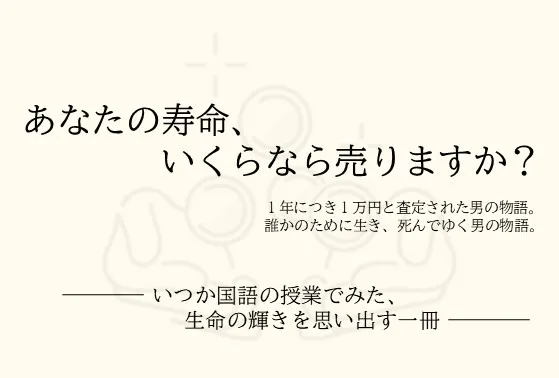 あなたの寿命、
いくらなら売りますか？
１年につき１万円と査定された男の物語。
誰かのために生き、死んでゆく男の物語。
―――― いつか国語の授業でみた、
生命の輝きを思い出す一冊 ――――